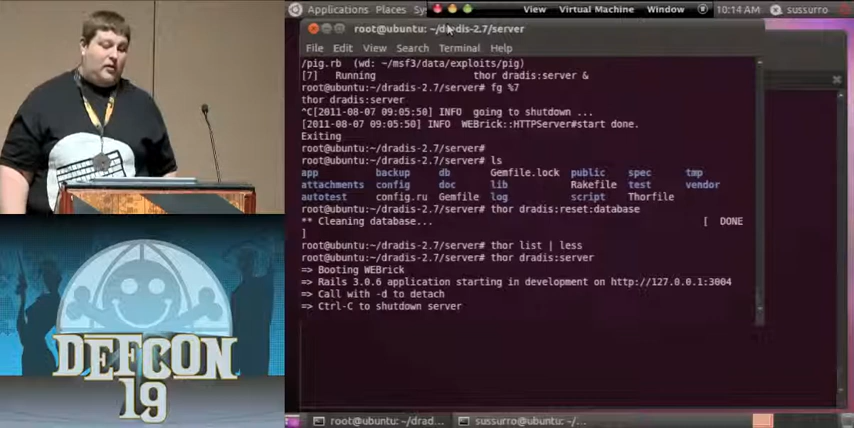 Applications Places Sy
View Virtual Machine Window
10:14 AM
sussurro
root@ubuntu: ~/dradis-2.7/server
File Edit View Search Terminal Help
/pig.rb (wd: ~/msf3/data/exploits/pig)
[7] Running thor dradis:server &
root@ubuntu:~/dradis-2.7/server# fg %7
thor dradis:server
^C[2011-08-07 09:05:50] INFO going to shutdown ...
[2011-08-07 09:05:50] INFO WEBrick::HTTPServer#start done.
Exiting
root@ubuntu:~/dradis-2.7/server#
root@ubuntu:~/dradis-2.7/server# ls
app backup db Gemfile.lock public spec tmp
attachments config doc lib Rakefile test vendor
autotest config.ru Gemfile log script Thorfile
root@ubuntu:~/dradis-2.7/server# thor dradis:reset:database
** Cleaning database... [ DONE
]
root@ubuntu:~/dradis-2.7/server# thor list | less
root@ubuntu:~/dradis-2.7/server# thor dradis:server
=> Booting WEBrick
=> Rails 3.0.6 application starting in development on http://127.0.0.1:3004
=> Call with -d to detach
=> Ctrl-C to shutdown server
root@ubuntu: ~/drad...
sussurro@ubuntu: ~/...
DEFCON
19